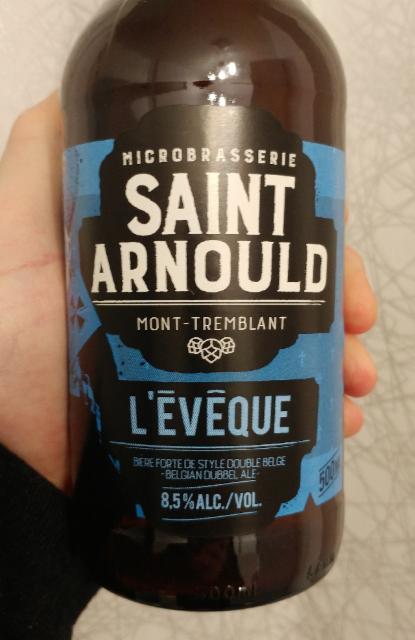 MICROBRASSERIE
SAINT
ARNOULD
MONT-TREMBLANT
L'ÉVÊQUE
BIÈRE FORTE DE STYLE DOUBLE BELGE
- BELGIAN DUBBEL ALE -
8,5% ALC./VOL.
500M
500ml